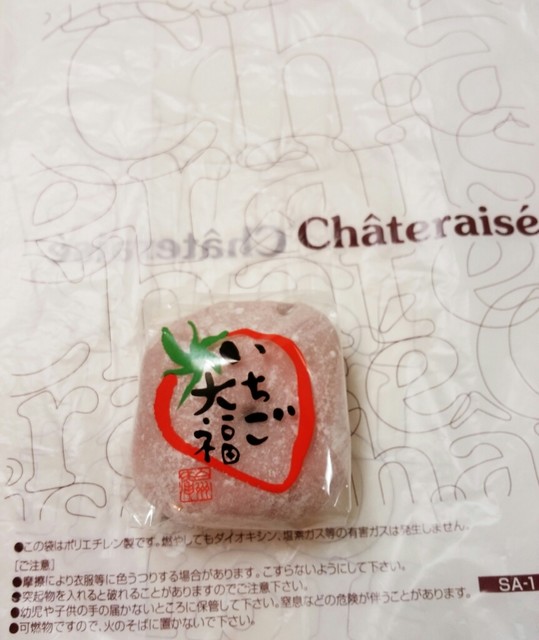 Châteraisé
Châteraisé
いちご
大福
●この袋はポリエチレン製です。燃やしてもダイオキシン、塩素ガス等の有害ガスは発生しません。
[ご注意]
●摩擦により衣服等に色うつりする場合があります。こすらないようにして下さい。
●突起物を入れると破れることがありますのでご注意下さい。
●幼児や子供の手の届かないところに保管して下さい。窒息などの危険が伴うことがあります。
●可燃物ですので、火のそばに置かないで下さい。
SA-1